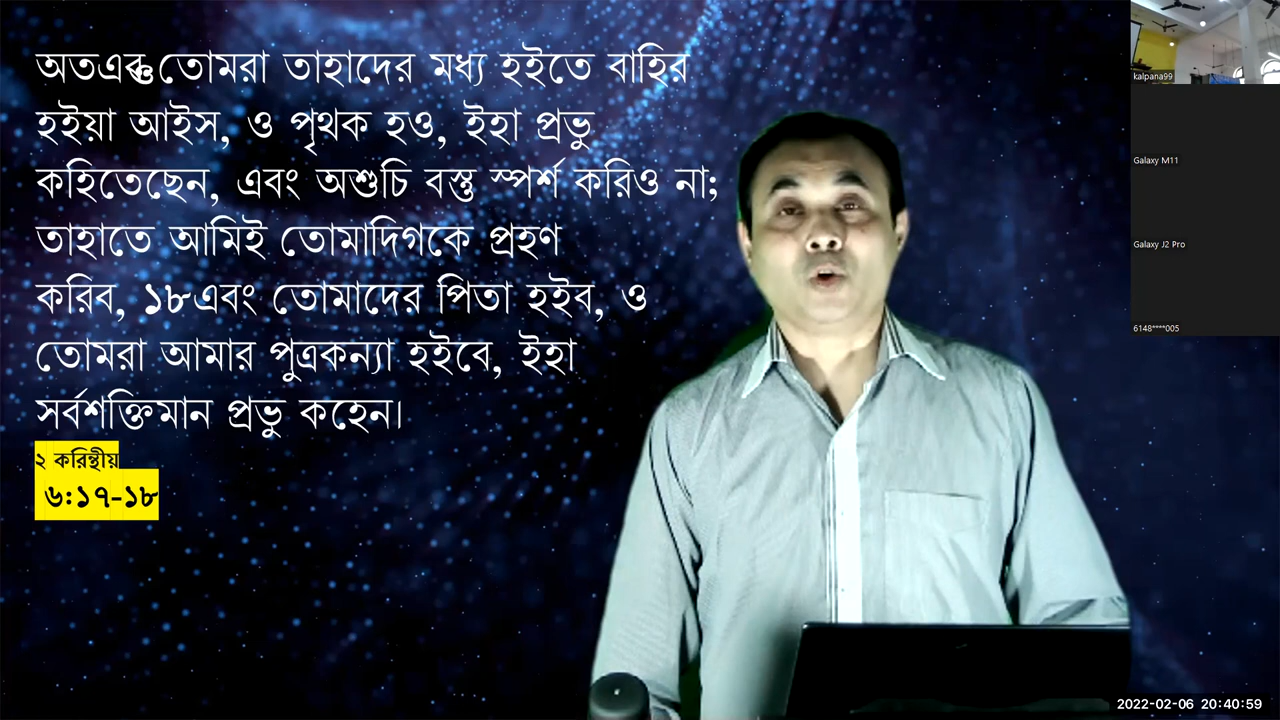 অতএব তোমরা তাহাদের মধ্য হইতে বাহির
হইয়া আইস, ও পৃথক হও, ইহা প্রভু
কহিতেছেন, এবং অশুচি বস্তু স্পর্শ করিও না;
তাহাতে আমিই তোমাদিগকে প্রহণ
করিব, ১৮এবং তোমাদের পিতা হইব, ও
তোমরা আমার পুত্রকন্যা হইবে, ইহা
সর্বশক্তিমান প্রভু কহেন।
২ করিন্থীয়
৬:১৭-১৮
kalpana99
Galaxy M11
Galaxy J2 Pro
6148****005
2022-02-06 20:40:59